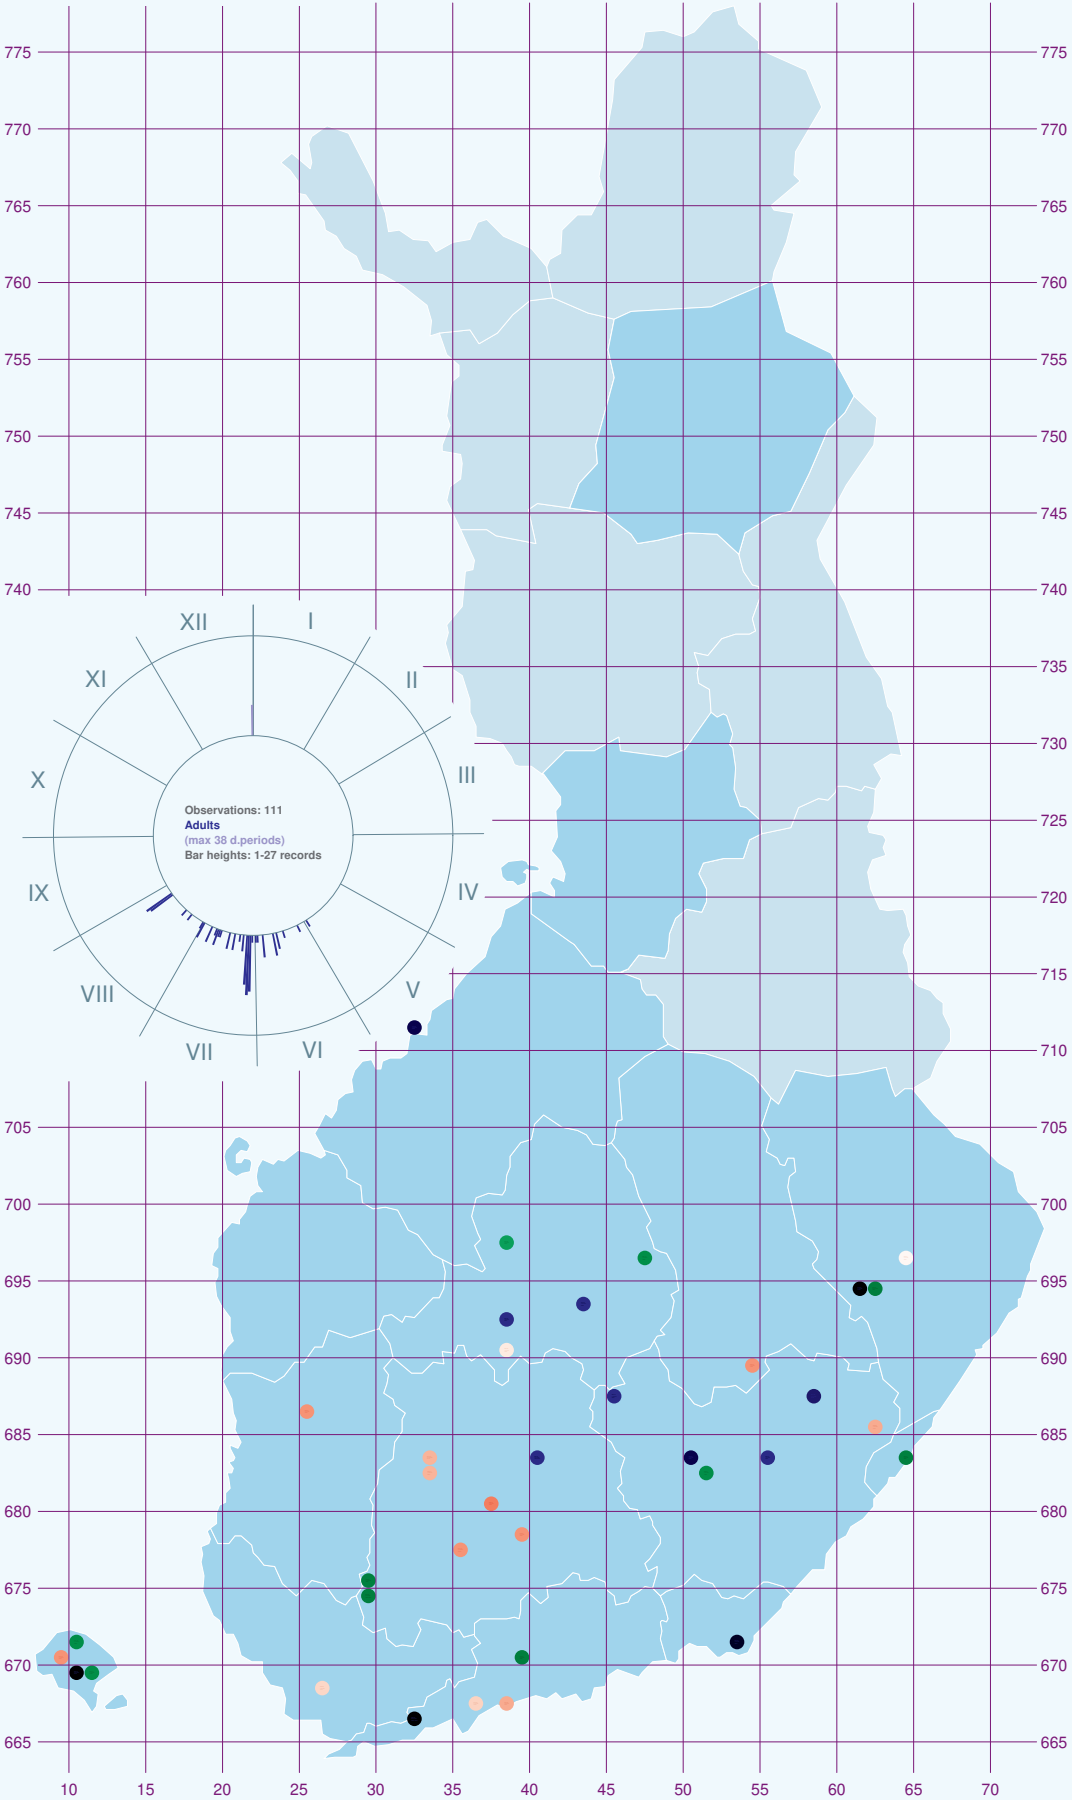 775 775
770 770
765 765
760 760
755 755
750 750
745 745
740 740
XII I
XI II
735 735
730 730
X III
725 725
Observations: 111
Adults
(max 38 d.periods)
Bar heights: 1-27 records
IX IV
720 720
715 715
VIII V
VII VI
710 710
705 705
700 700
695 695
690 690
685 685
680 680
675 675
670 670
665 665
10 15 20 25 30 35 40 45 50 55 60 65 70